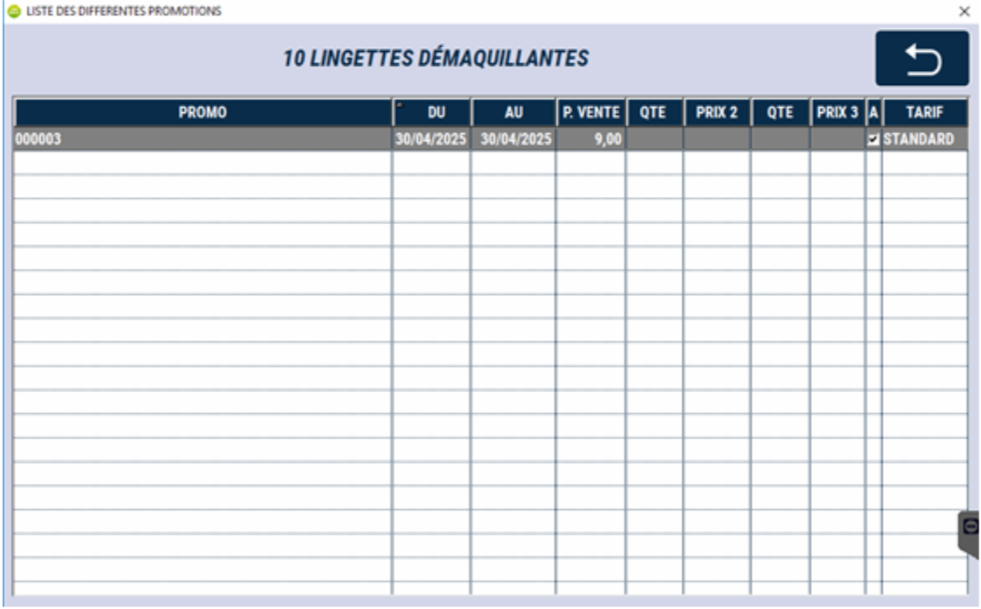 LISTE DES DIFFERENTES PROMOTIONS
10 LINGETTES DÉMAQUILLANTES
PROMO DU AU P. VENTE QTE PRIX 2 QTE PRIX 3 A TARIF
000003 30/04/2025 30/04/2025 9,00 STANDARD